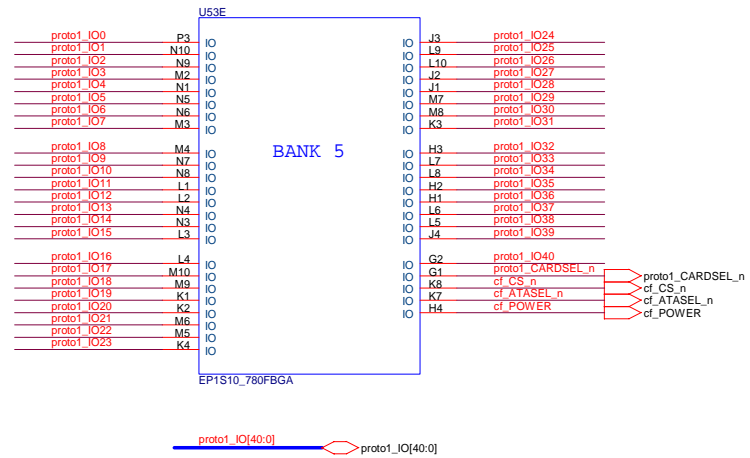 U53E
proto1_IO0 P3 IO IO J3 proto1_IO24
proto1_IO1 N10 IO IO L9 proto1_IO25
proto1_IO2 N9 IO IO L10 proto1_IO26
proto1_IO3 M2 IO IO J2 proto1_IO27
proto1_IO4 N1 IO IO J1 proto1_IO28
proto1_IO5 N5 IO IO M7 proto1_IO29
proto1_IO6 N6 IO IO M8 proto1_IO30
proto1_IO7 M3 IO IO K3 proto1_IO31
BANK 5
proto1_IO8 M4 IO IO H3 proto1_IO32
proto1_IO9 N7 IO IO L7 proto1_IO33
proto1_IO10 N8 IO IO L8 proto1_IO34
proto1_IO11 L1 IO IO H2 proto1_IO35
proto1_IO12 L2 IO IO H1 proto1_IO36
proto1_IO13 N4 IO IO L6 proto1_IO37
proto1_IO14 N3 IO IO L5 proto1_IO38
proto1_IO15 L3 IO IO J4 proto1_IO39
proto1_IO16 L4 IO IO G2 proto1_IO40
proto1_IO17 M10 IO IO G1 proto1_CARDSEL_n proto1_CARDSEL_n
proto1_IO18 M9 IO IO K8 cf_CS_n cf_CS_n
proto1_IO19 K1 IO IO K7 cf_ATASEL_n cf_ATASEL_n
proto1_IO20 K2 IO IO H4 cf_POWER cf_POWER
proto1_IO21 M6 IO
proto1_IO22 M5 IO
proto1_IO23 K4 IO
EP1S10_780FBGA
proto1_IO[40:0] proto1_IO[40:0]